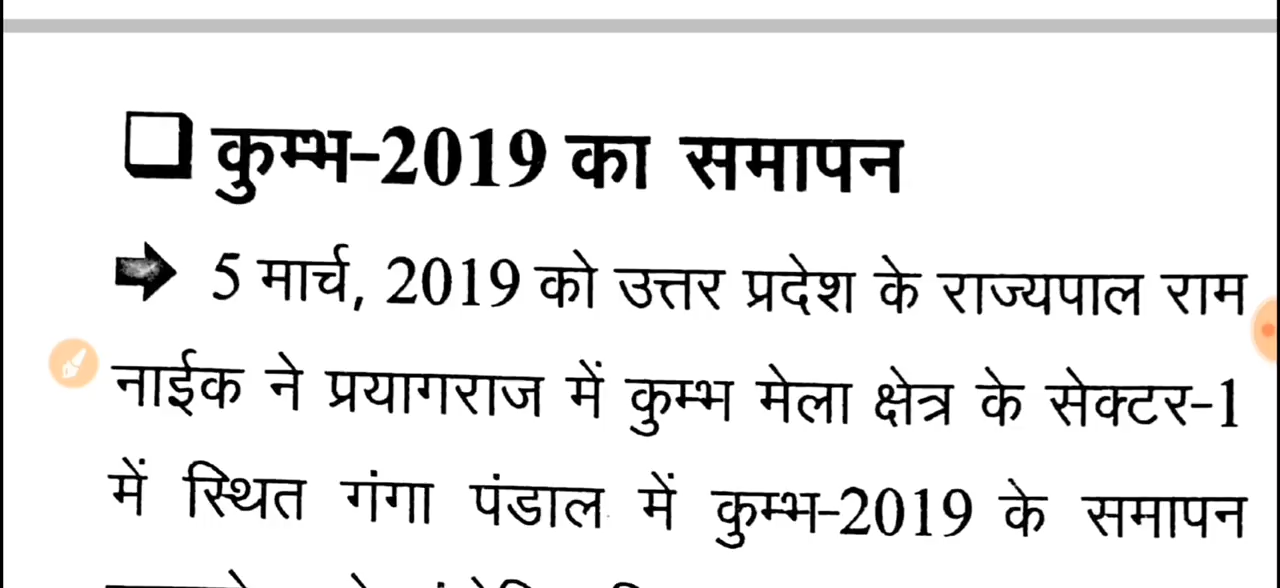 ❑ कुम्भ-2019 का समापन
➡ 5 मार्च, 2019 को उत्तर प्रदेश के राज्यपाल राम
नाईक ने प्रयागराज में कुम्भ मेला क्षेत्र के सेक्टर-1
में स्थित गंगा पंडाल में कुम्भ-2019 के समापन